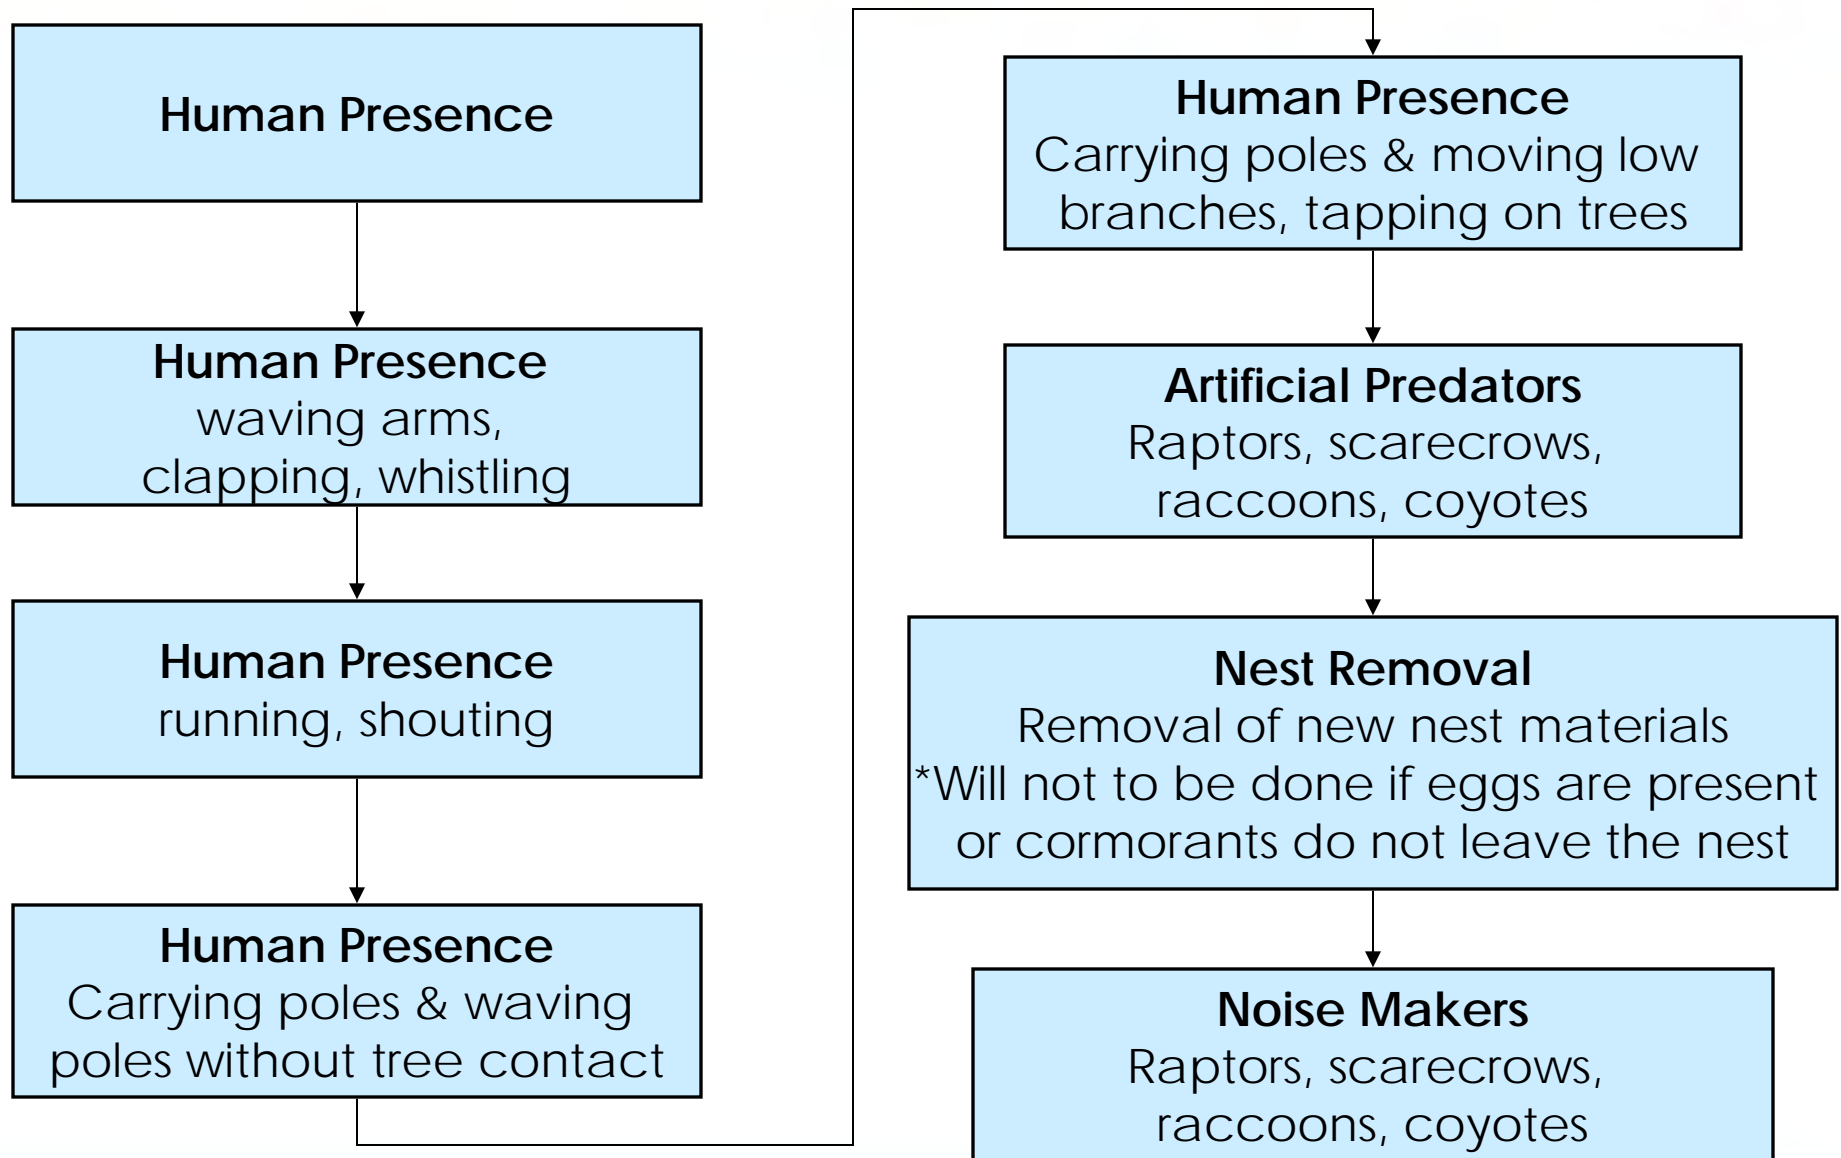 Human Presence
Human Presence
waving arms,
clapping, whistling
Human Presence
running, shouting
Human Presence
Carrying poles & waving
poles without tree contact
Human Presence
Carrying poles & moving low
branches, tapping on trees
Artificial Predators
Raptors, scarecrows,
raccoons, coyotes
Nest Removal
Removal of new nest materials
*Will not to be done if eggs are present
or cormorants do not leave the nest
Noise Makers
Raptors, scarecrows,
raccoons, coyotes